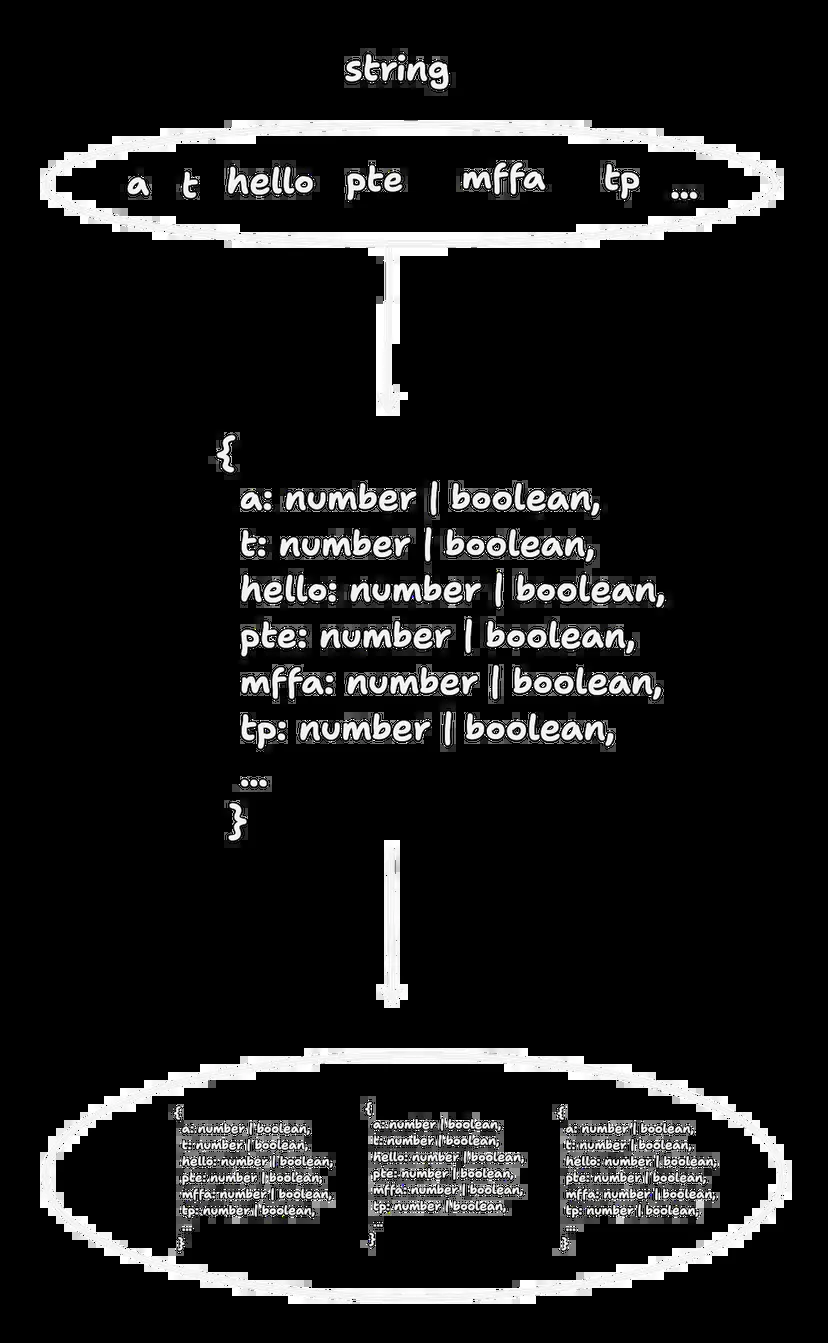 string
a t hello pte mffa tp ...
{
a: number | boolean,
t: number | boolean,
hello: number | boolean,
pte: number | boolean,
mffa: number | boolean,
tp: number | boolean,
...
}
{
a: number | boolean,
t: number | boolean,
hello: number | boolean,
pte: number | boolean,
mffa: number | boolean,
tp: number | boolean,
...
}
{
a: number | boolean,
t: number | boolean,
hello: number | boolean,
pte: number | boolean,
mffa: number | boolean,
tp: number | boolean,
...
}
{
a: number | boolean,
t: number | boolean,
hello: number | boolean,
pte: number | boolean,
mffa: number | boolean,
tp: number | boolean,
...
}